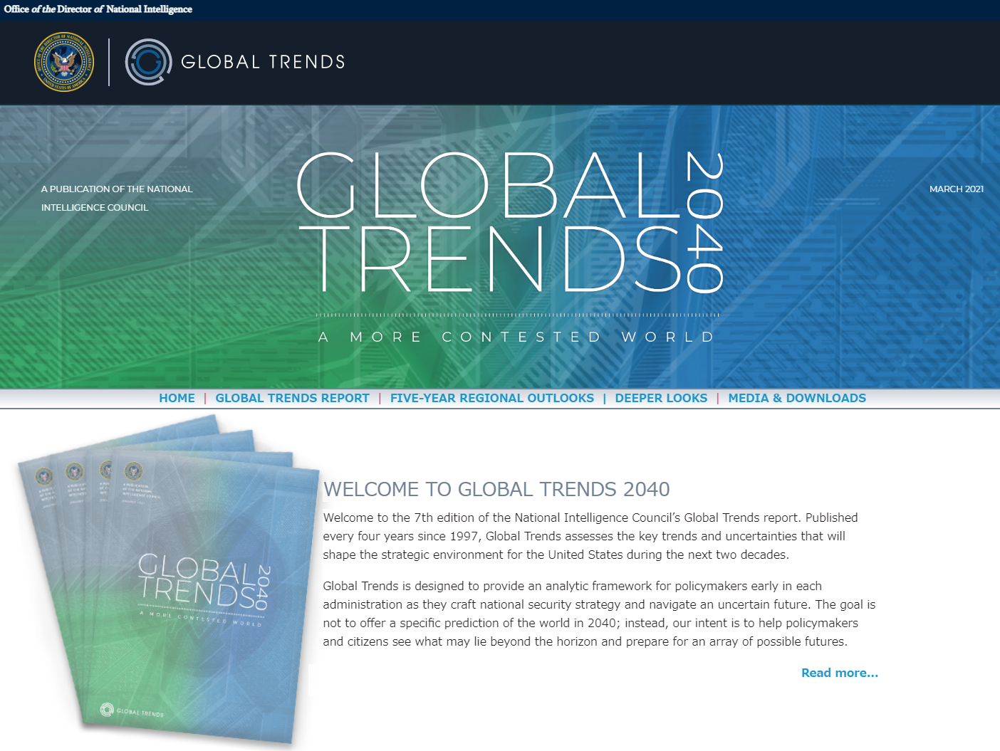 Office of the Director of National Intelligence
GLOBAL TRENDS
A PUBLICATION OF THE NATIONAL
INTELLIGENCE COUNCIL
GLOBAL
TRENDS
2040
A MORE CONTESTED WORLD
MARCH 2021
HOME | GLOBAL TRENDS REPORT | FIVE-YEAR REGIONAL OUTLOOKS | DEEPER LOOKS | MEDIA & DOWNLOADS
A PUBLICATION
OF THE NATIONAL
INTELLIGENCE COUNCIL
GLOBAL
TRENDS
2040
A MORE CONTESTED WORLD
GLOBAL TRENDS
WELCOME TO GLOBAL TRENDS 2040
Welcome to the 7th edition of the National Intelligence Council’s Global Trends report. Published
every four years since 1997, Global Trends assesses the key trends and uncertainties that will
shape the strategic environment for the United States during the next two decades.
Global Trends is designed to provide an analytic framework for policymakers early in each
administration as they craft national security strategy and navigate an uncertain future. The goal is
not to offer a specific prediction of the world in 2040; instead, our intent is to help policymakers
and citizens see what may lie beyond the horizon and prepare for an array of possible futures.
Read more...